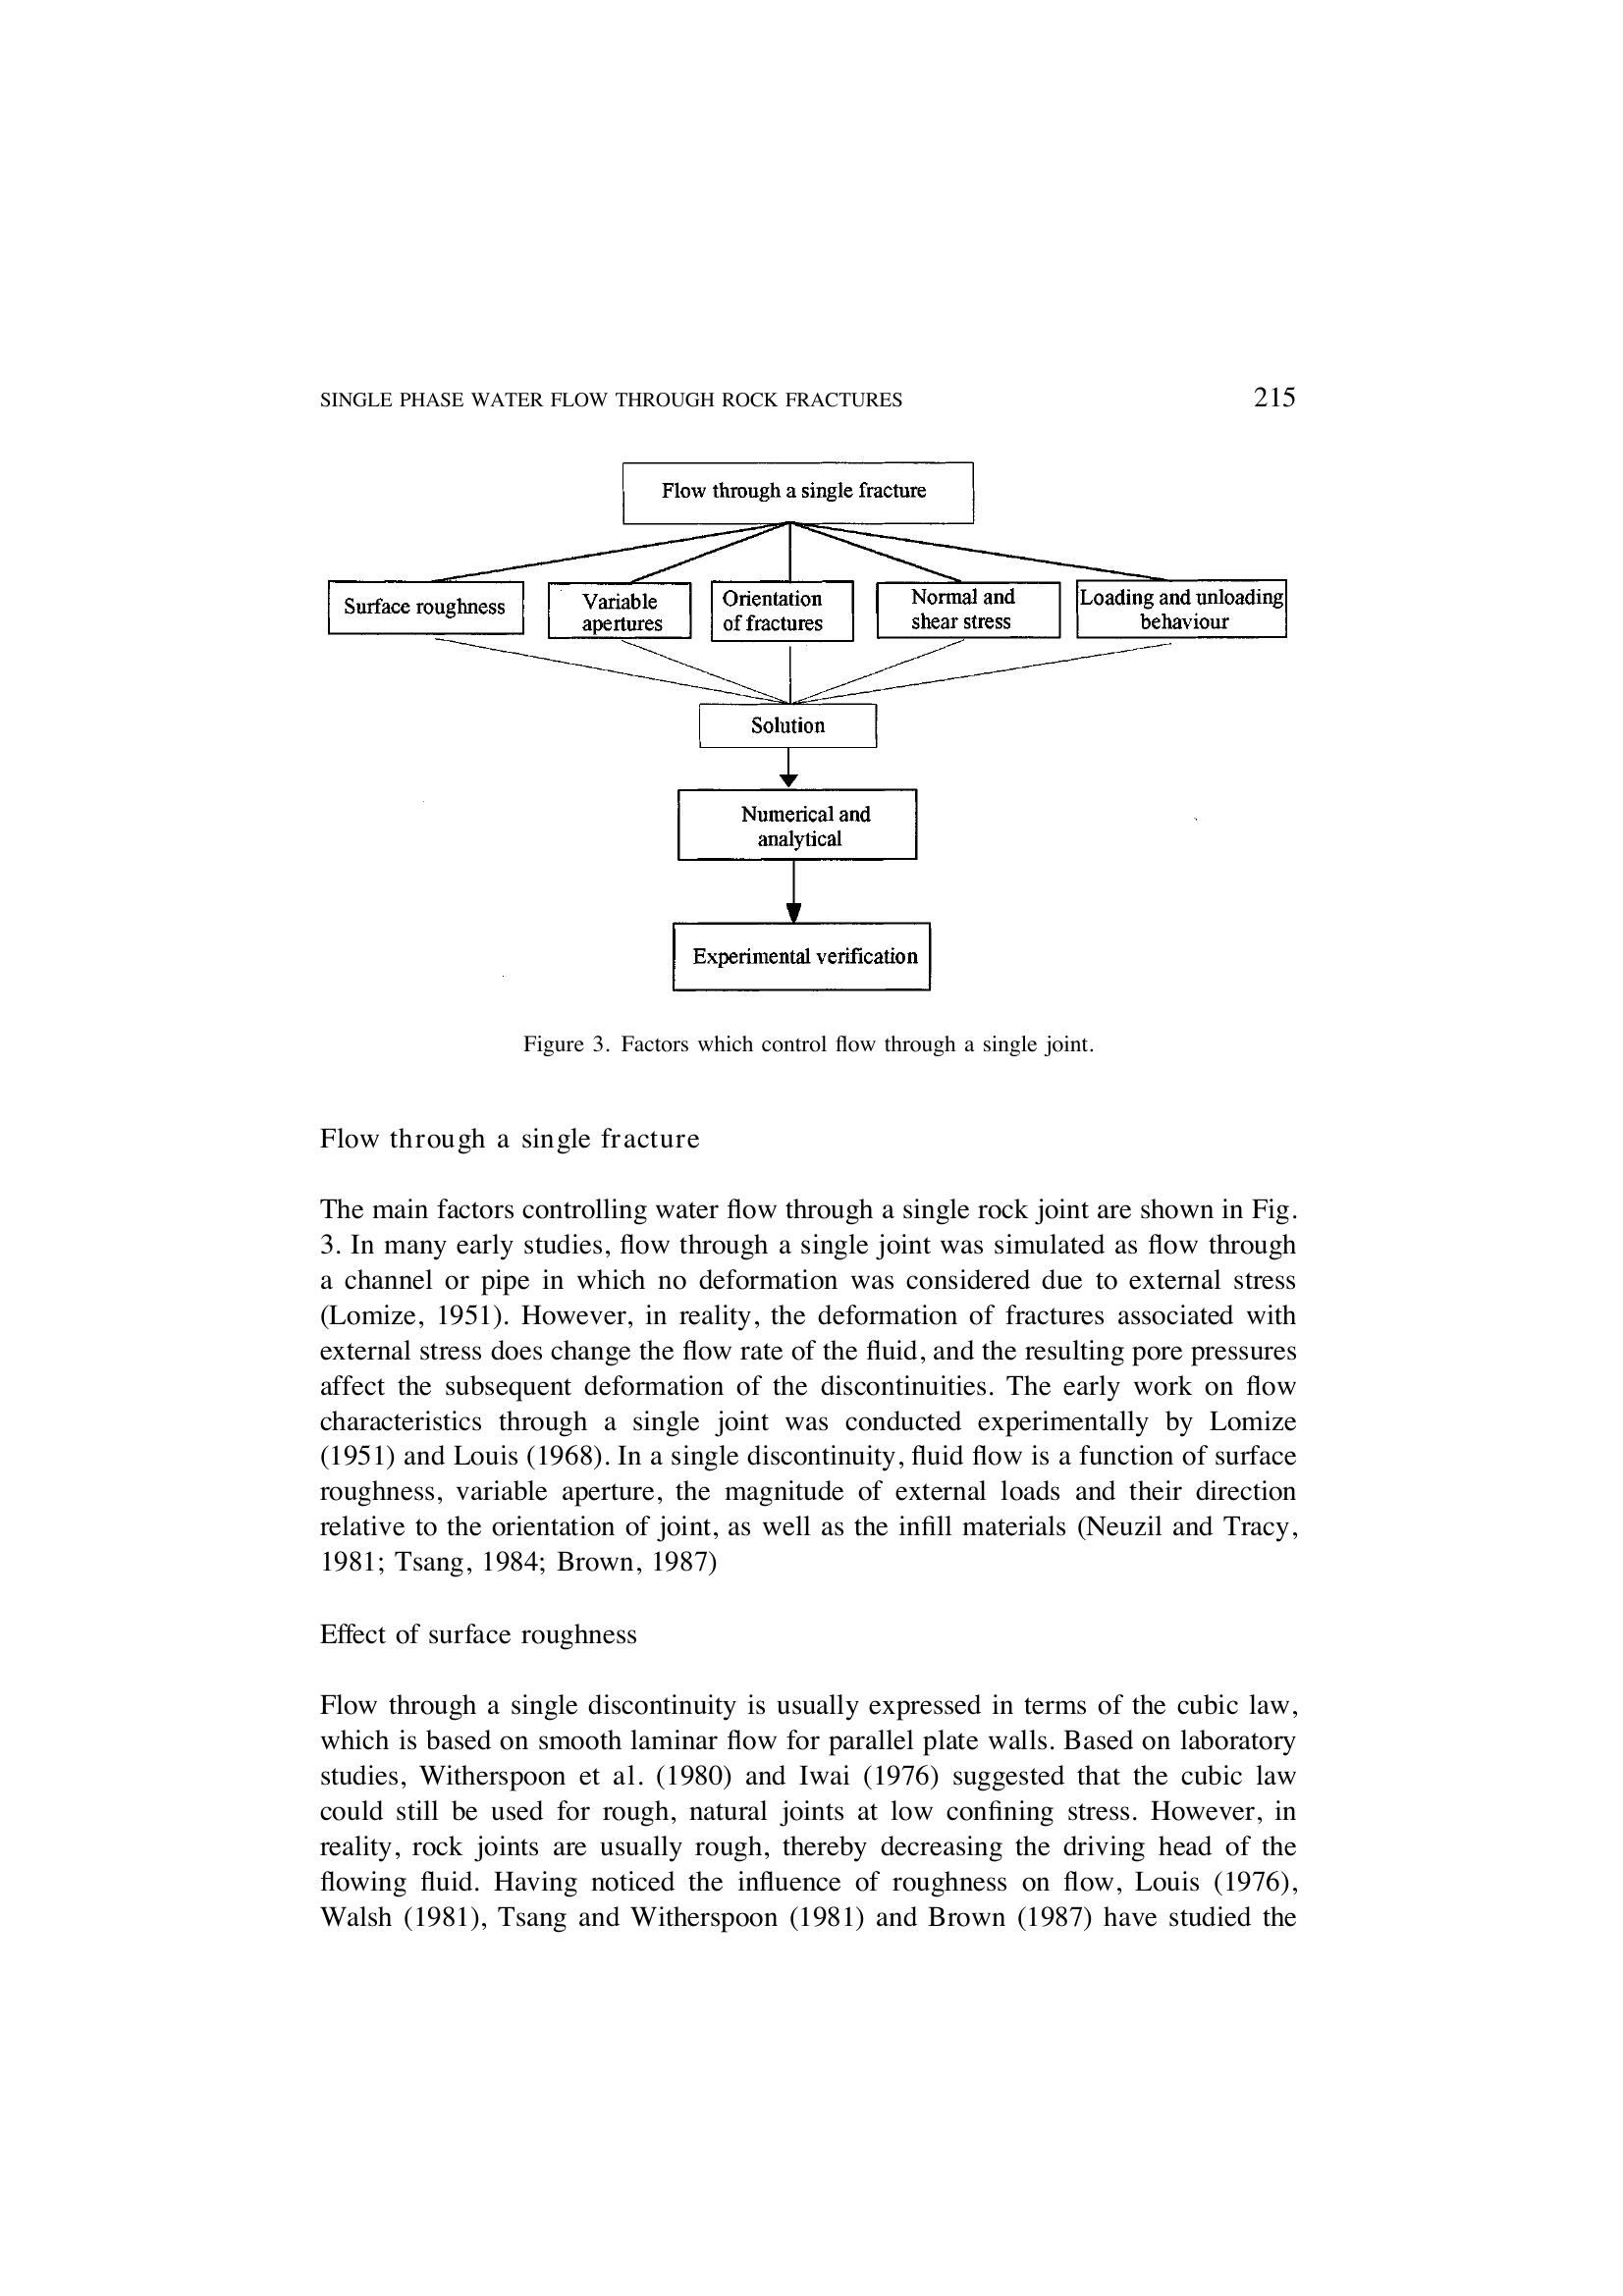 SINGLE PHASE WATER FLOW THROUGH ROCK FRACTURES 215
Flow through a single fracture
Surface roughness
Variable
apertures
Orientation
of fractures
Normal and
shear stress
Loading and unloading
behaviour
Solution
Numerical and
analytical
Experimental verification
Figure 3. Factors which control flow through a single joint.
Flow through a single fracture
The main factors controlling water flow through a single rock joint are shown in Fig.
3. In many early studies, flow through a single joint was simulated as flow through
a channel or pipe in which no deformation was considered due to external stress
(Lomize, 1951). However, in reality, the deformation of fractures associated with
external stress does change the flow rate of the fluid, and the resulting pore pressures
affect the subsequent deformation of the discontinuities. The early work on flow
characteristics through a single joint was conducted experimentally by Lomize
(1951) and Louis (1968). In a single discontinuity, fluid flow is a function of surface
roughness, variable aperture, the magnitude of external loads and their direction
relative to the orientation of joint, as well as the infill materials (Neuzil and Tracy,
1981; Tsang, 1984; Brown, 1987)
Effect of surface roughness
Flow through a single discontinuity is usually expressed in terms of the cubic law,
which is based on smooth laminar flow for parallel plate walls. Based on laboratory
studies, Witherspoon et al. (1980) and Iwai (1976) suggested that the cubic law
could still be used for rough, natural joints at low confining stress. However, in
reality, rock joints are usually rough, thereby decreasing the driving head of the
flowing fluid. Having noticed the influence of roughness on flow, Louis (1976),
Walsh (1981), Tsang and Witherspoon (1981) and Brown (1987) have studied the